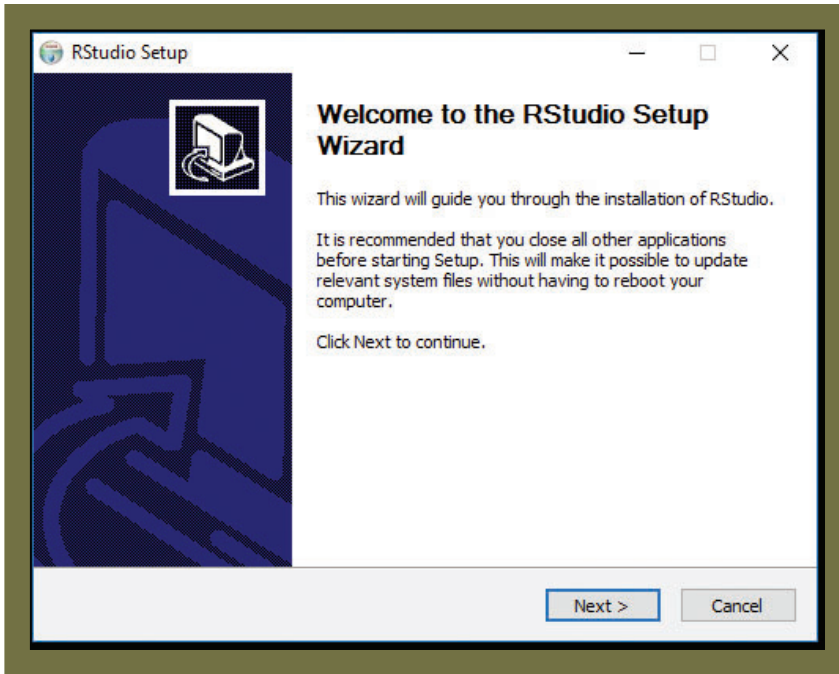 RStudio Setup
Welcome to the RStudio Setup
Wizard
This wizard will guide you through the installation of RStudio.
It is recommended that you close all other applications
before starting Setup. This will make it possible to update
relevant system files without having to reboot your
computer.
Click Next to continue.
Next >
Cancel